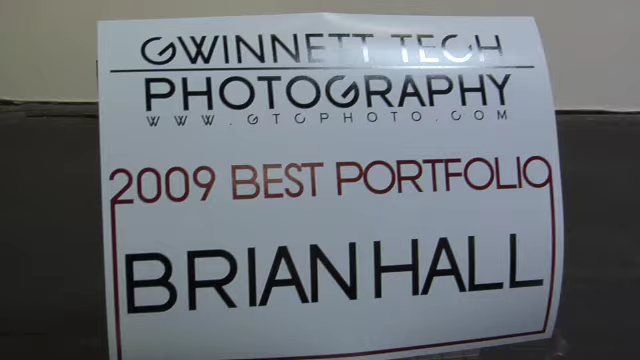 GWINNETT TECH
PHOTOGRAPHY
WWW.GTCPHOTO.COM
2009 BEST PORTFOLIO
BRIAN HALL